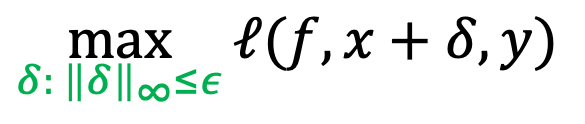 max ℓ(f, x + δ, y)
δ: ‖δ‖∞≤ϵ